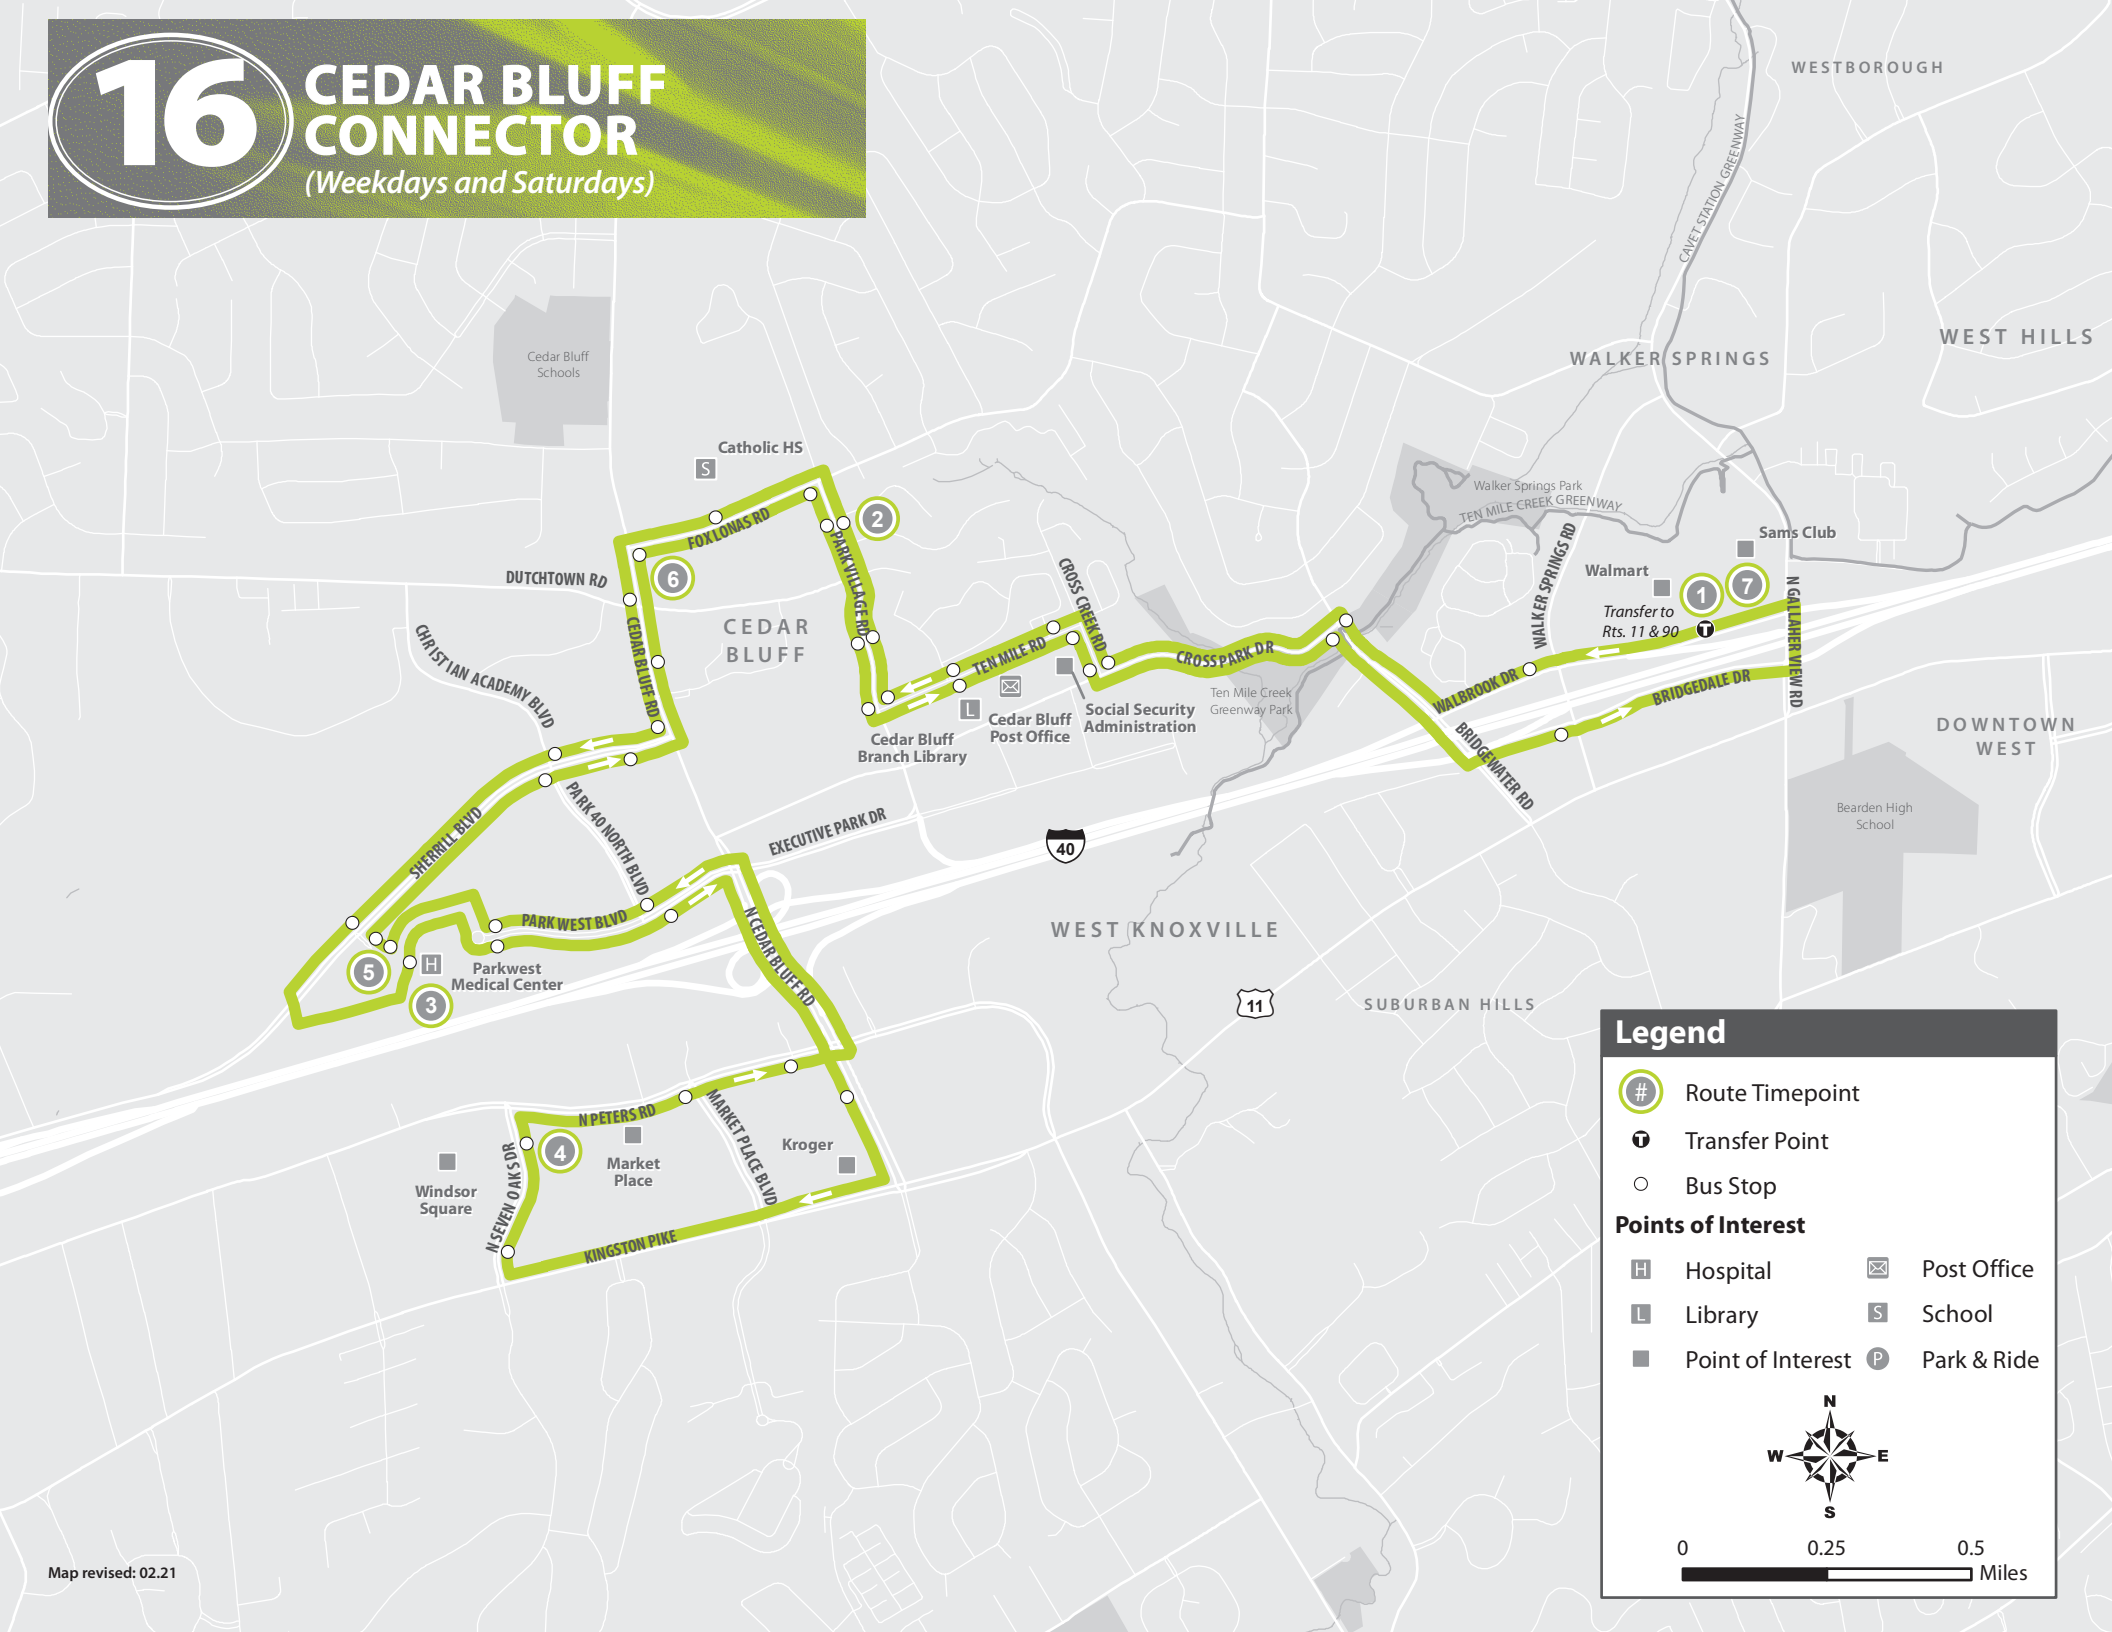 16
CEDAR BLUFF
CONNECTOR
(Weekdays and Saturdays)
WESTBOROUGH
CAVET STATION GREENWAY
WEST HILLS
WALKER SPRINGS
Cedar Bluff
Schools
Catholic HS
S
Walker Springs Park
TEN MILE CREEK GREENWAY
2
FOX LONAS RD
PARK VILLAGE RD
Sams Club
Walmart
WALKER SPRINGS RD
1
7
Transfer to
Rts. 11 & 90
T
N GALLAHER VIEW RD
DUTCHTOWN RD
6
CEDAR BLUFF RD
CEDAR
BLUFF
CHRISTIAN ACADEMY BLVD
CROSS CREEK RD
TEN MILE RD
CROSS PARK DR
WALBROOK DR
BRIDGEDALE DR
BRIDGEWATER RD
Ten Mile Creek
Greenway Park
L
Cedar Bluff
Post Office
Social Security
Administration
Cedar Bluff
Branch Library
DOWNTOWN
WEST
Bearden High
School
SHERRILL BLVD
PARK 40 NORTH BLVD
EXECUTIVE PARK DR
40
PARK WEST BLVD
N CEDAR BLUFF RD
WEST KNOXVILLE
5
H
Parkwest
Medical Center
3
11
SUBURBAN HILLS
N PETERS RD
MARKET PLACE BLVD
4
Market
Place
Kroger
Windsor
Square
N SEVEN OAKS DR
KINGSTON PIKE
Legend
# Route Timepoint
T Transfer Point
Bus Stop
Points of Interest
H Hospital
Post Office
L Library
S School
Point of Interest
P Park & Ride
N
W E
S
0 0.25 0.5
Miles
Map revised: 02.21